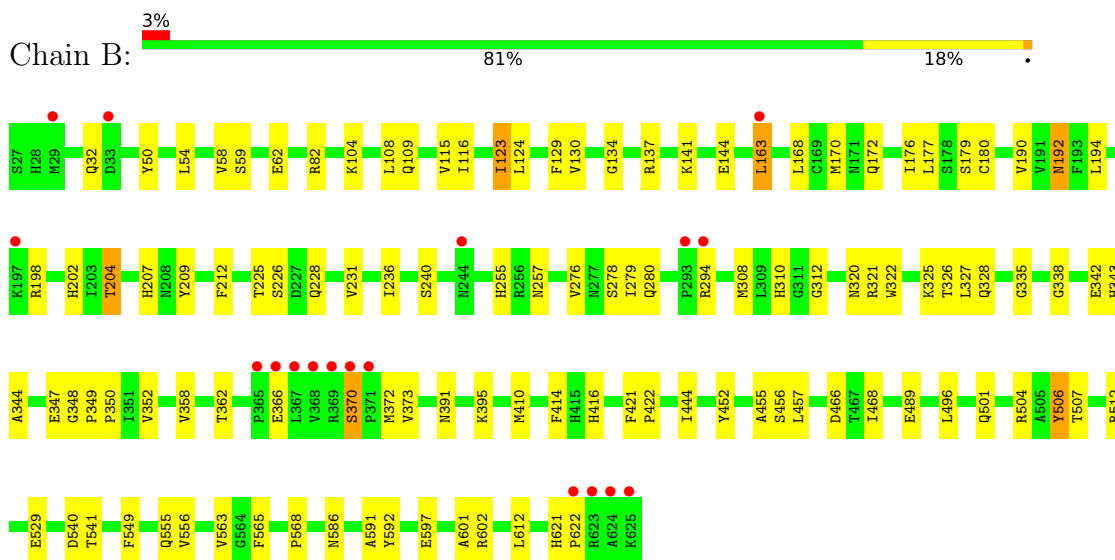 3%
Chain B:
81% 18% •
S27 H28 M29 Q32 D33 Y50 L54 V58 S59 E62 R82 K104 L108 Q109 V115 I116 I123 L124 F129 V130 G134 R137 K141 E144 L163 L168 C169 M170 N171 Q172 I176 L177 S178 S179 C180 V190 V191 N192 F193 L194
K197 R198 H202 I203 T204 H207 N208 Y209 F212 T225 S226 D227 Q228 V231 I236 S240 N244 H255 R256 N257 V276 N277 S278 I279 Q280 P293 R294 M308 L309 H310 G311 G312 N320 R321 W322 K325 T326 L327 Q328 G335 G338 E342 H343
A344 E347 G348 P349 P350 I351 V352 V358 T362 P365 E366 L367 V368 R369 S370 P371 M372 V373 N391 K395 M410 F414 H415 H416 F421 P422 I444 Y452 A455 S456 L457 D466 T467 I468 E489 L496 Q501 R504 A505 Y506 T507 R512
E529 D540 T541 F549 Q555 V556 V563 G564 F565 P568 N586 A591 Y592 E597 A601 R602 L612 H621 P622 R623 A624 K625